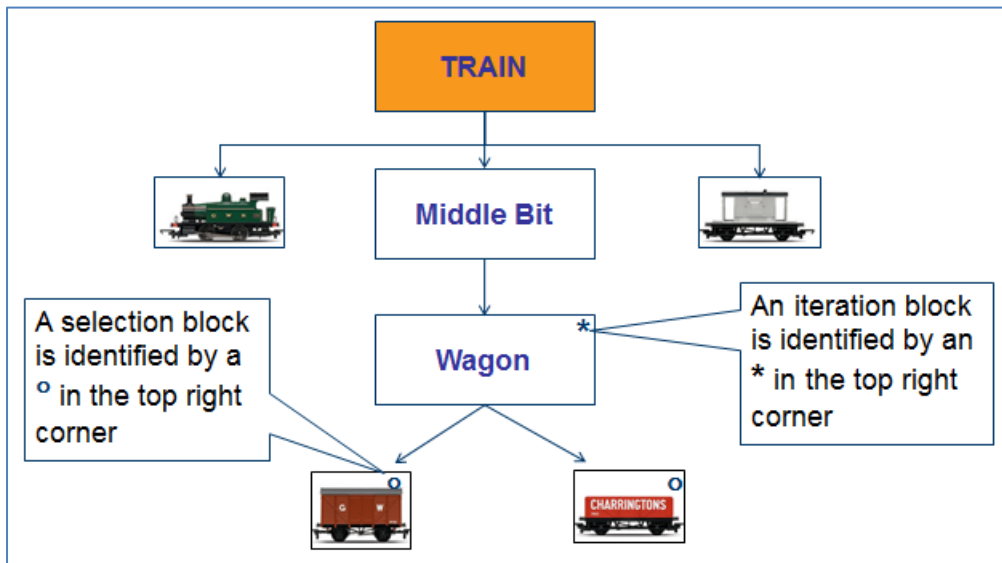 TRAIN
Middle Bit
A selection block
is identified by a
o in the top right
corner
*
Wagon
An iteration block
is identified by an
* in the top right
corner
o
G W
o
CHARRINGTONS